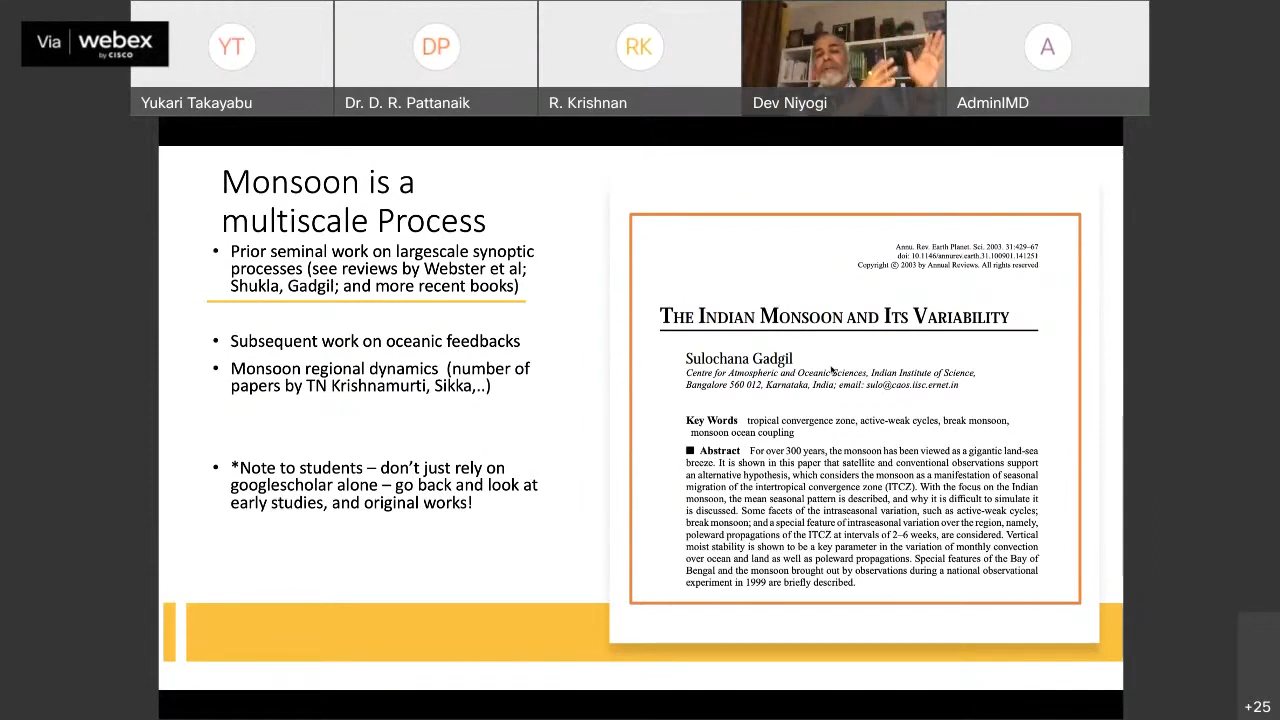 Via webex
by CISCO
YT
DP
RK
A
Yukari Takayabu
Dr. D. R. Pattanaik
R. Krishnan
Dev Niyogi
AdminIMD
Monsoon is a
multiscale Process
• Prior seminal work on largescale synoptic
processes (see reviews by Webster et al;
Shukla, Gadgil; and more recent books)
• Subsequent work on oceanic feedbacks
• Monsoon regional dynamics (number of
papers by TN Krishnamurti, Sikka,..)
• *Note to students – don’t just rely on
googlescholar alone – go back and look at
early studies, and original works!
Annu. Rev. Earth Planet. Sci. 2003. 31:429–67
doi: 10.1146/annurev.earth.31.100901.141251
Copyright © 2003 by Annual Reviews. All rights reserved
THE INDIAN MONSOON AND ITS VARIABILITY
Sulochana Gadgil
Centre for Atmospheric and Oceanic Sciences, Indian Institute of Science,
Bangalore 560 012, Karnataka, India; email: sulo@caos.iisc.ernet.in
Key Words tropical convergence zone, active-weak cycles, break monsoon,
monsoon ocean coupling
■ Abstract For over 300 years, the monsoon has been viewed as a gigantic land-sea
breeze. It is shown in this paper that satellite and conventional observations support
an alternative hypothesis, which considers the monsoon as a manifestation of seasonal
migration of the intertropical convergence zone (ITCZ). With the focus on the Indian
monsoon, the mean seasonal pattern is described, and why it is difficult to simulate it
is discussed. Some facets of the intraseasonal variation, such as active-weak cycles;
break monsoon; and a special feature of intraseasonal variation over the region, namely,
poleward propagations of the ITCZ at intervals of 2–6 weeks, are considered. Vertical
moist stability is shown to be a key parameter in the variation of monthly convection
over ocean and land as well as poleward propagations. Special features of the Bay of
Bengal and the monsoon brought out by observations during a national observational
experiment in 1999 are briefly described.
+25